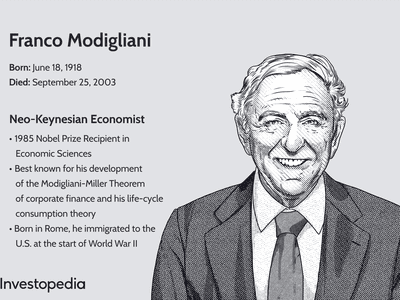 Franco Modigliani
Born: June 18, 1918
Died: September 25, 2003
Neo-Keynesian Economist
• 1985 Nobel Prize Recipient in
Economic Sciences
• Best known for his development
of the Modigliani-Miller Theorem
of corporate finance and his life-cycle
consumption theory
• Born in Rome, he immigrated to the
U.S. at the start of World War II
Investopedia